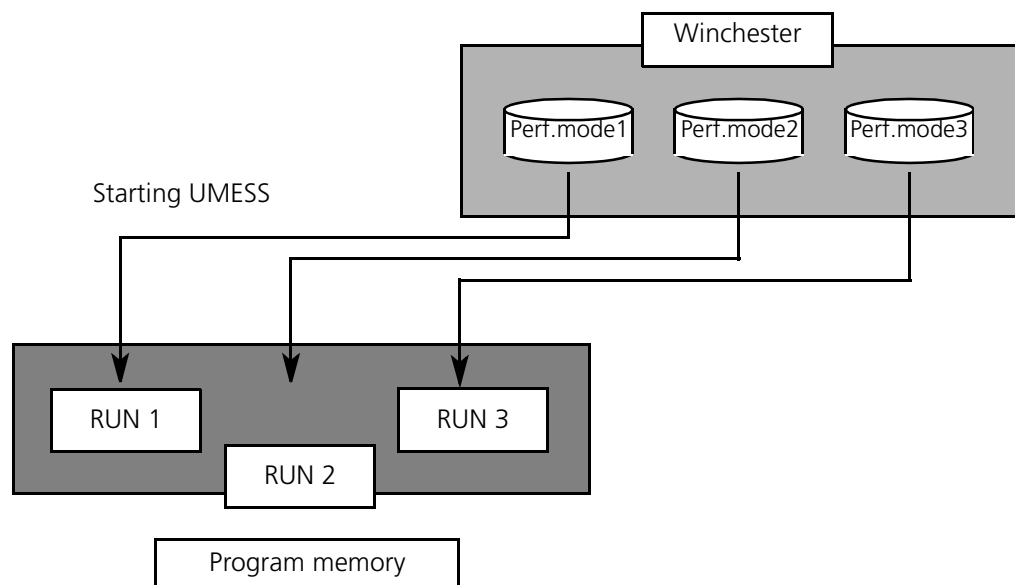 Winchester
Perf.mode1 Perf.mode2 Perf.mode3
Starting UMESS
RUN 1 RUN 3
RUN 2
Program memory